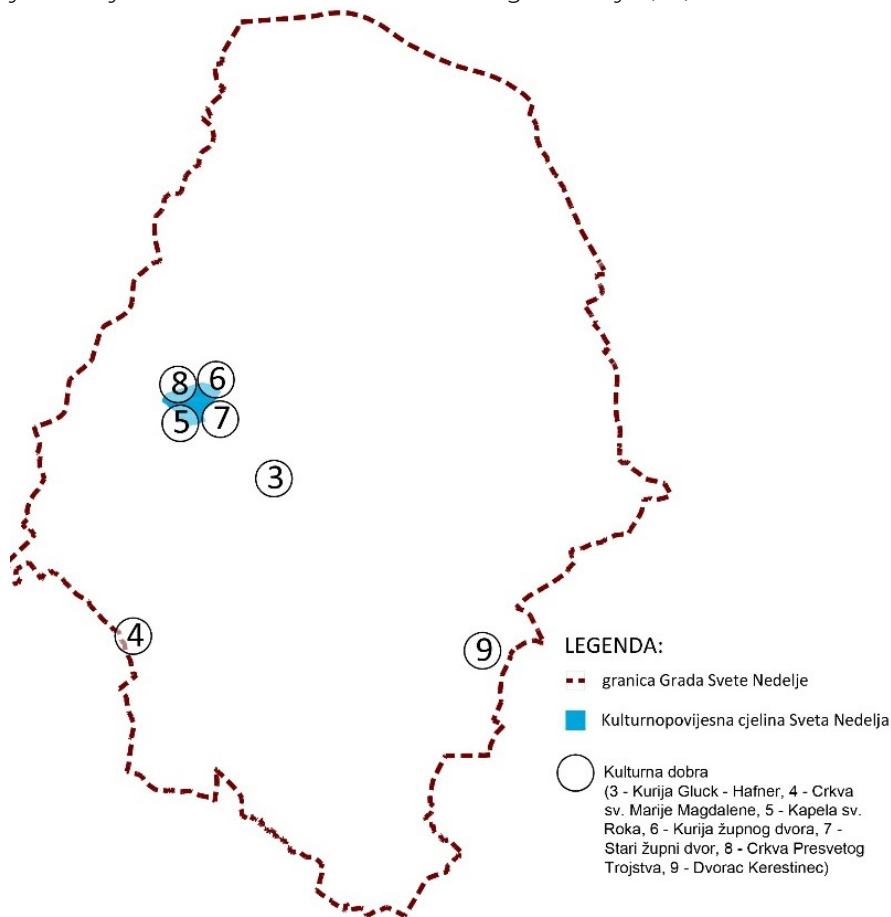 8 6
5 7
3
4
9
LEGENDA:
granica Grada Svete Nedelje
Kulturnopovijesna cjelina Sveta Nedelja
Kulturna dobra
(3 - Kurija Gluck - Hafner, 4 - Crkva
sv. Marije Magdalene, 5 - Kapela sv.
Roka, 6 - Kurija župnog dvora, 7 -
Stari župni dvor, 8 - Crkva Presvetog
Trojstva, 9 - Dvorac Kerestinec)